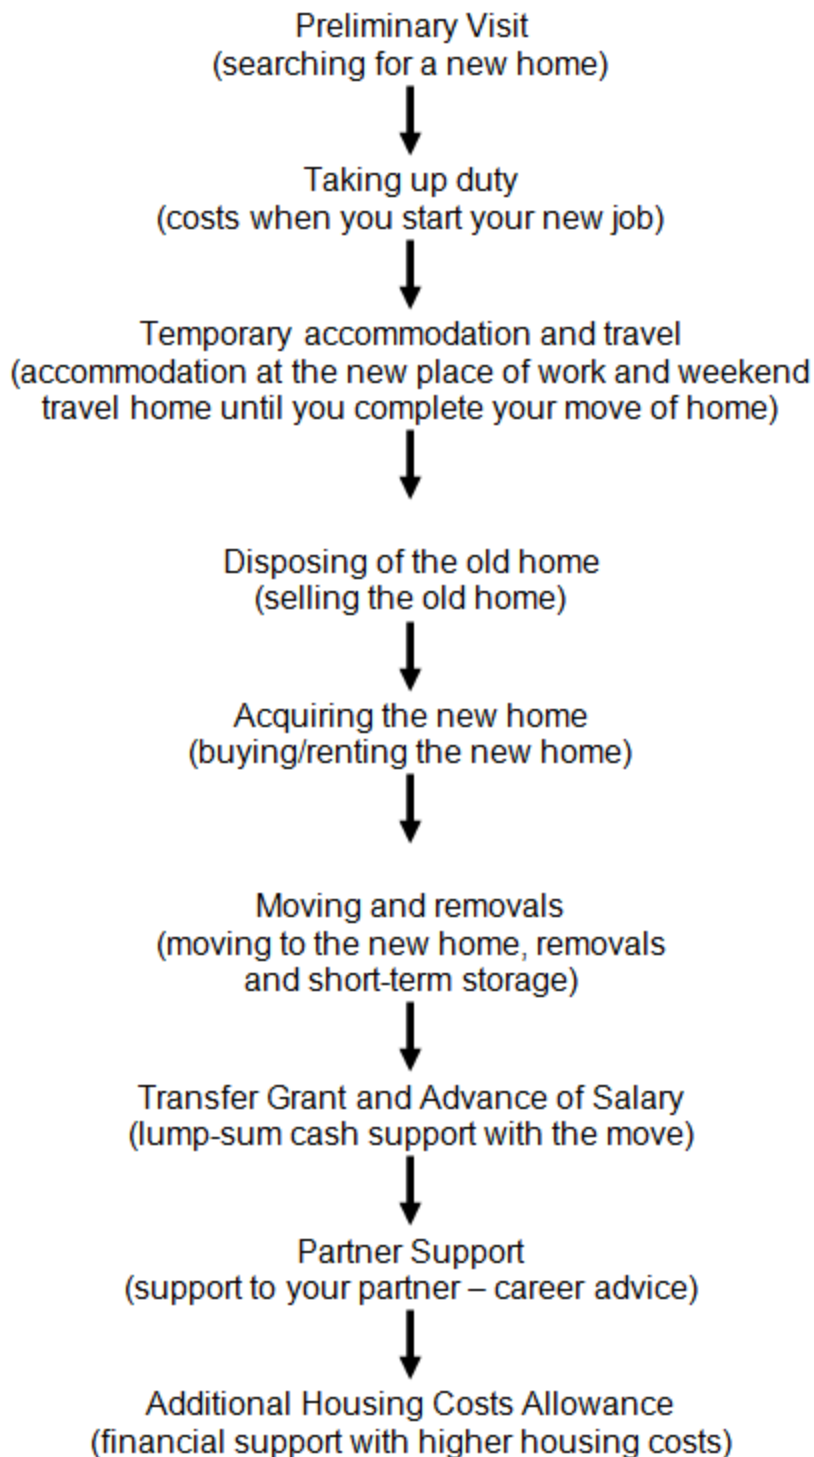 Preliminary Visit
(searching for a new home)
Taking up duty
(costs when you start your new job)
Temporary accommodation and travel
(accommodation at the new place of work and weekend
travel home until you complete your move of home)
Disposing of the old home
(selling the old home)
Acquiring the new home
(buying/renting the new home)
Moving and removals
(moving to the new home, removals
and short-term storage)
Transfer Grant and Advance of Salary
(lump-sum cash support with the move)
Partner Support
(support to your partner – career advice)
Additional Housing Costs Allowance
(financial support with higher housing costs)